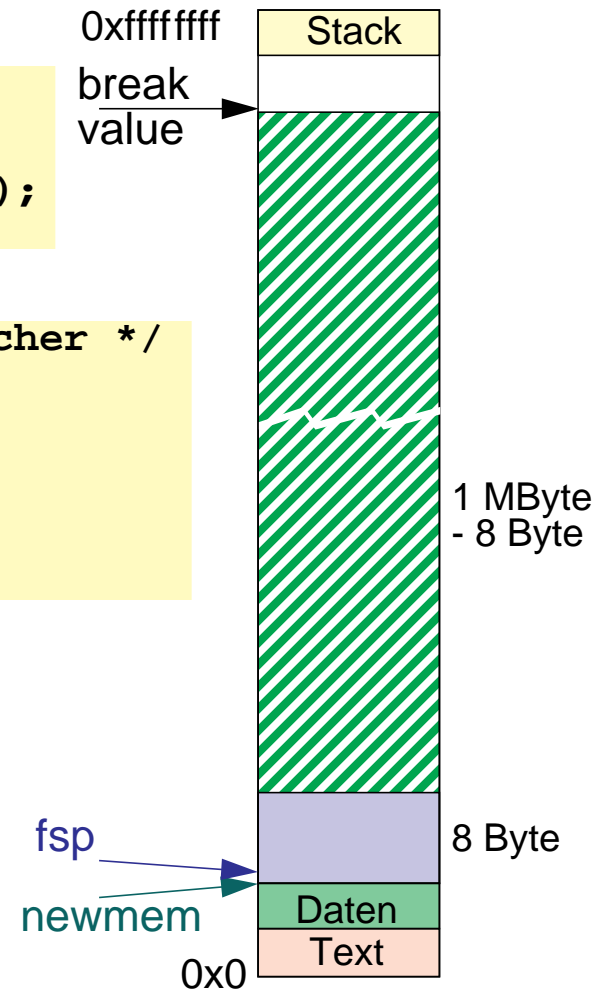 0xffffffff
Stack
break
value
);
cher */
1 MByte
- 8 Byte
fsp
8 Byte
newmem
Daten
Text
0x0